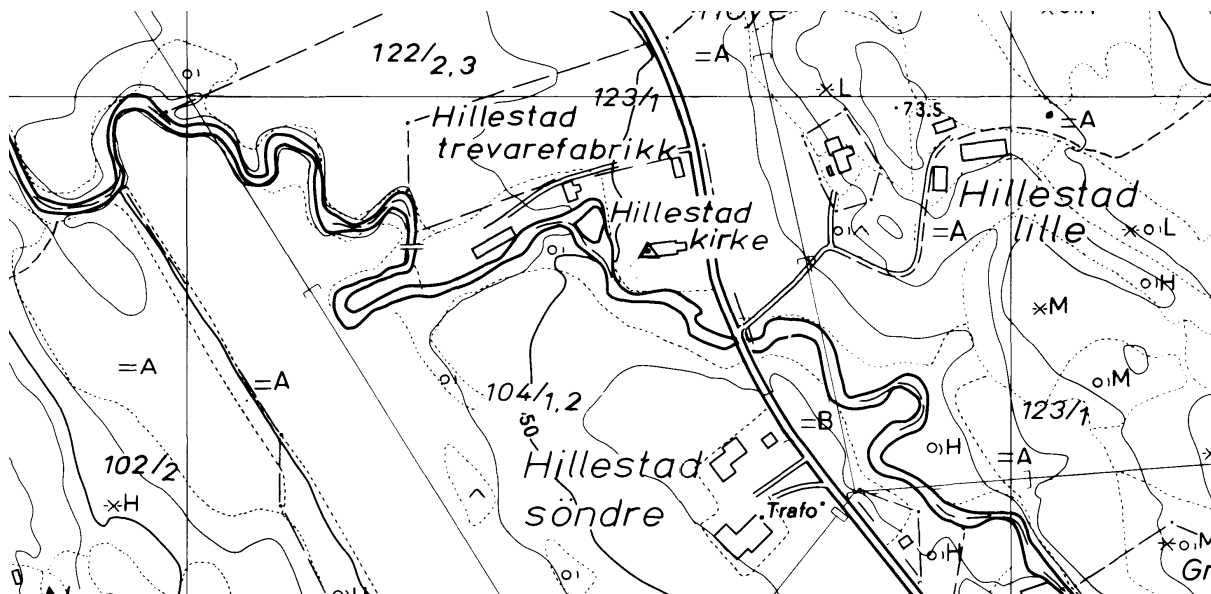 122/2,3
=A
L
123/1
73.5
=A
Hillestad
trevarefabrikk
Hillestad
kirke
Hillestad
lille
=A
L
H
M
=A
=A
104/1,2
50
M
123/1
=B
H
=A
102/2
H
Hillestad
söndre
Trafo
H
M